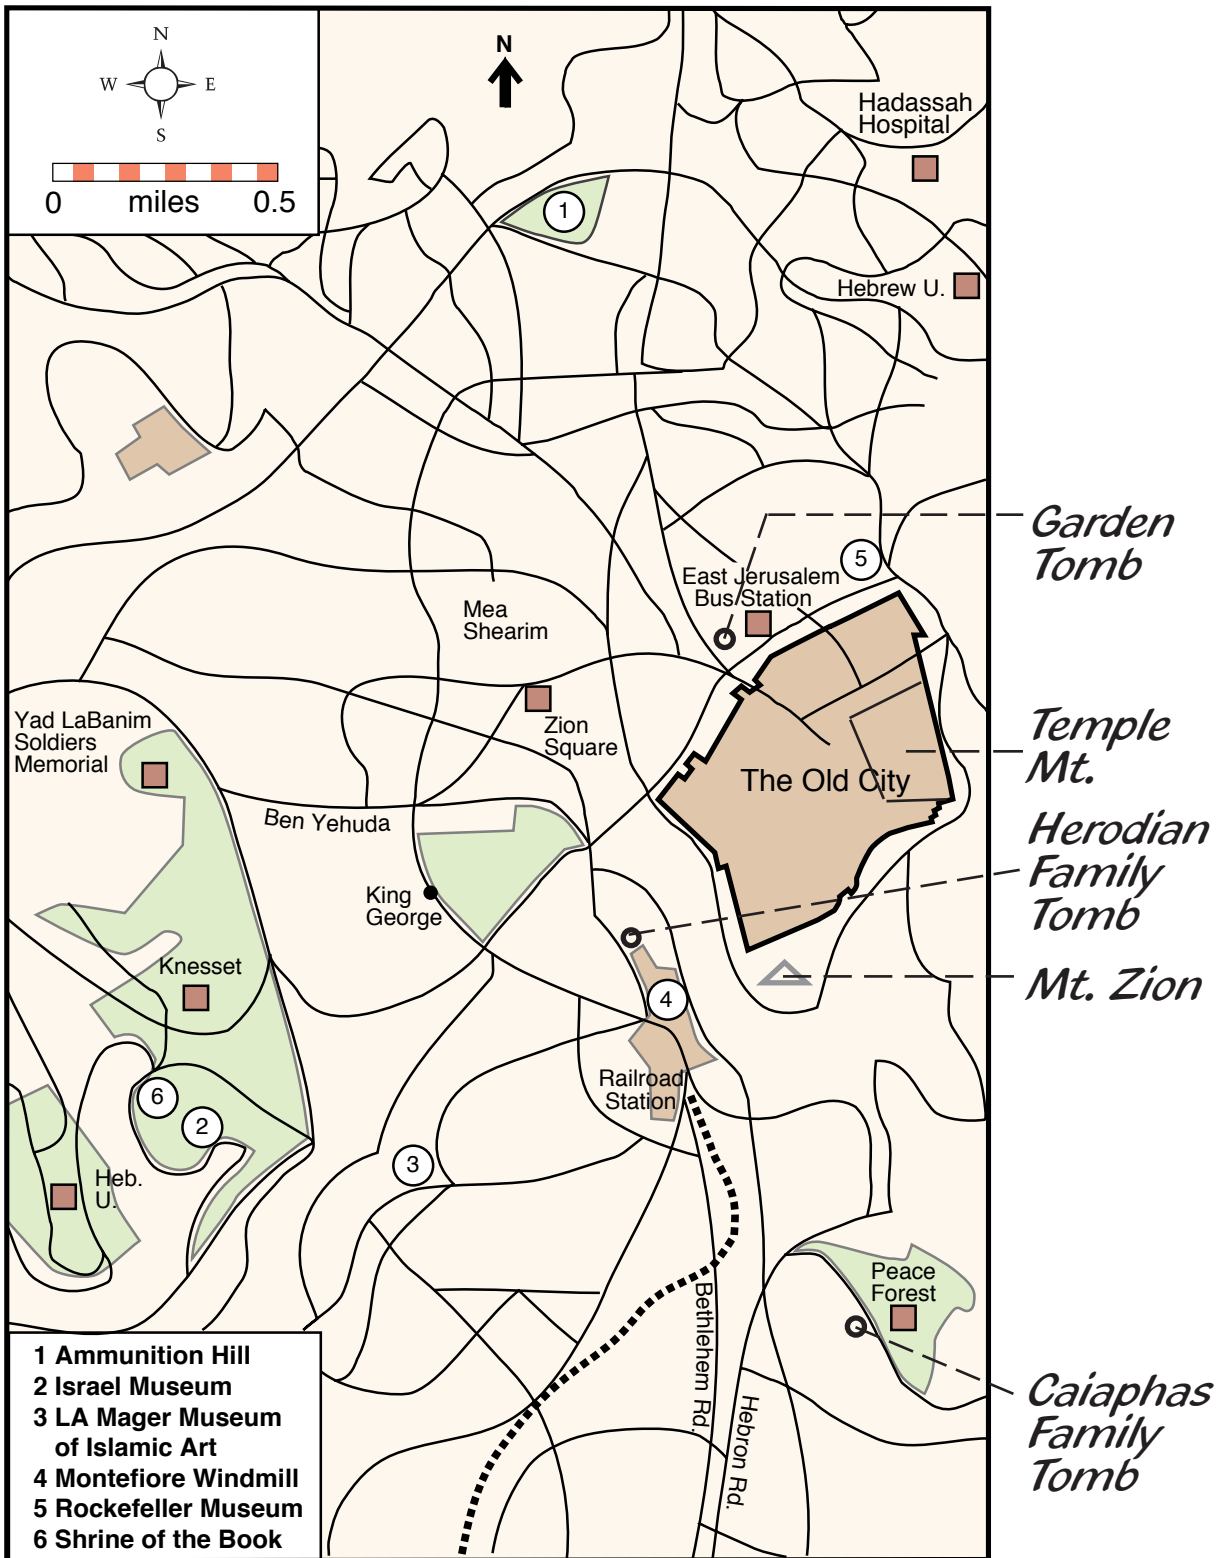 N
W E
S
0 miles 0.5
N
Hadassah
Hospital
1
Hebrew U.
Garden
Tomb
5
East Jerusalem
Bus Station
Mea
Shearim
Yad LaBanim
Soldiers
Memorial
Zion
Square
Temple
Mt.
The Old City
Ben Yehuda
Herodian
Family
Tomb
King
George
Knesset
Mt. Zion
4
Railroad
Station
6
2
3
Heb.
U.
Peace
Forest
Bethlehem Rd.
Hebron Rd.
Caiaphas
Family
Tomb
1 Ammunition Hill
2 Israel Museum
3 LA Mager Museum
of Islamic Art
4 Montefiore Windmill
5 Rockefeller Museum
6 Shrine of the Book